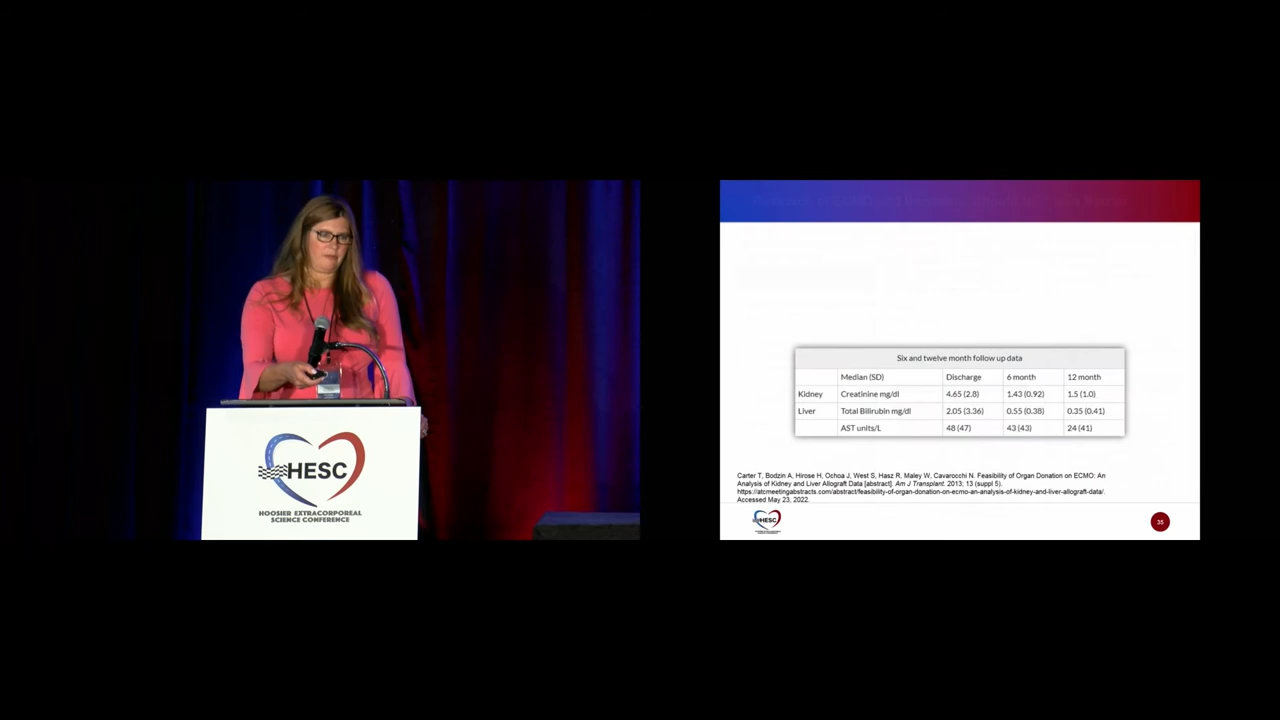 HESC
HOOSIER EXTRACORPOREAL
SCIENCE CONFERENCE
Six and twelve month follow up data
Median (SD) Discharge 6 month 12 month
Kidney Creatinine mg/dl 4.65 (2.8) 1.43 (0.92) 1.5 (1.0)
Liver Total Bilirubin mg/dl 2.05 (3.36) 0.55 (0.38) 0.35 (0.41)
AST units/L 48 (47) 43 (43) 24 (41)
Carter T, Bodzin A, Hirose H, Ochoa J, West S, Hasz R, Maley W, Cavarocchi N. Feasibility of Organ Donation on ECMO: An
Analysis of Kidney and Liver Allograft Data [abstract]. Am J Transplant. 2013; 13 (suppl 5).
https://atcmeetingabstracts.com/abstract/feasibility-of-organ-donation-on-ecmo-an-analysis-of-kidney-and-liver-allograft-data/.
Accessed May 23, 2022.
HESC
35